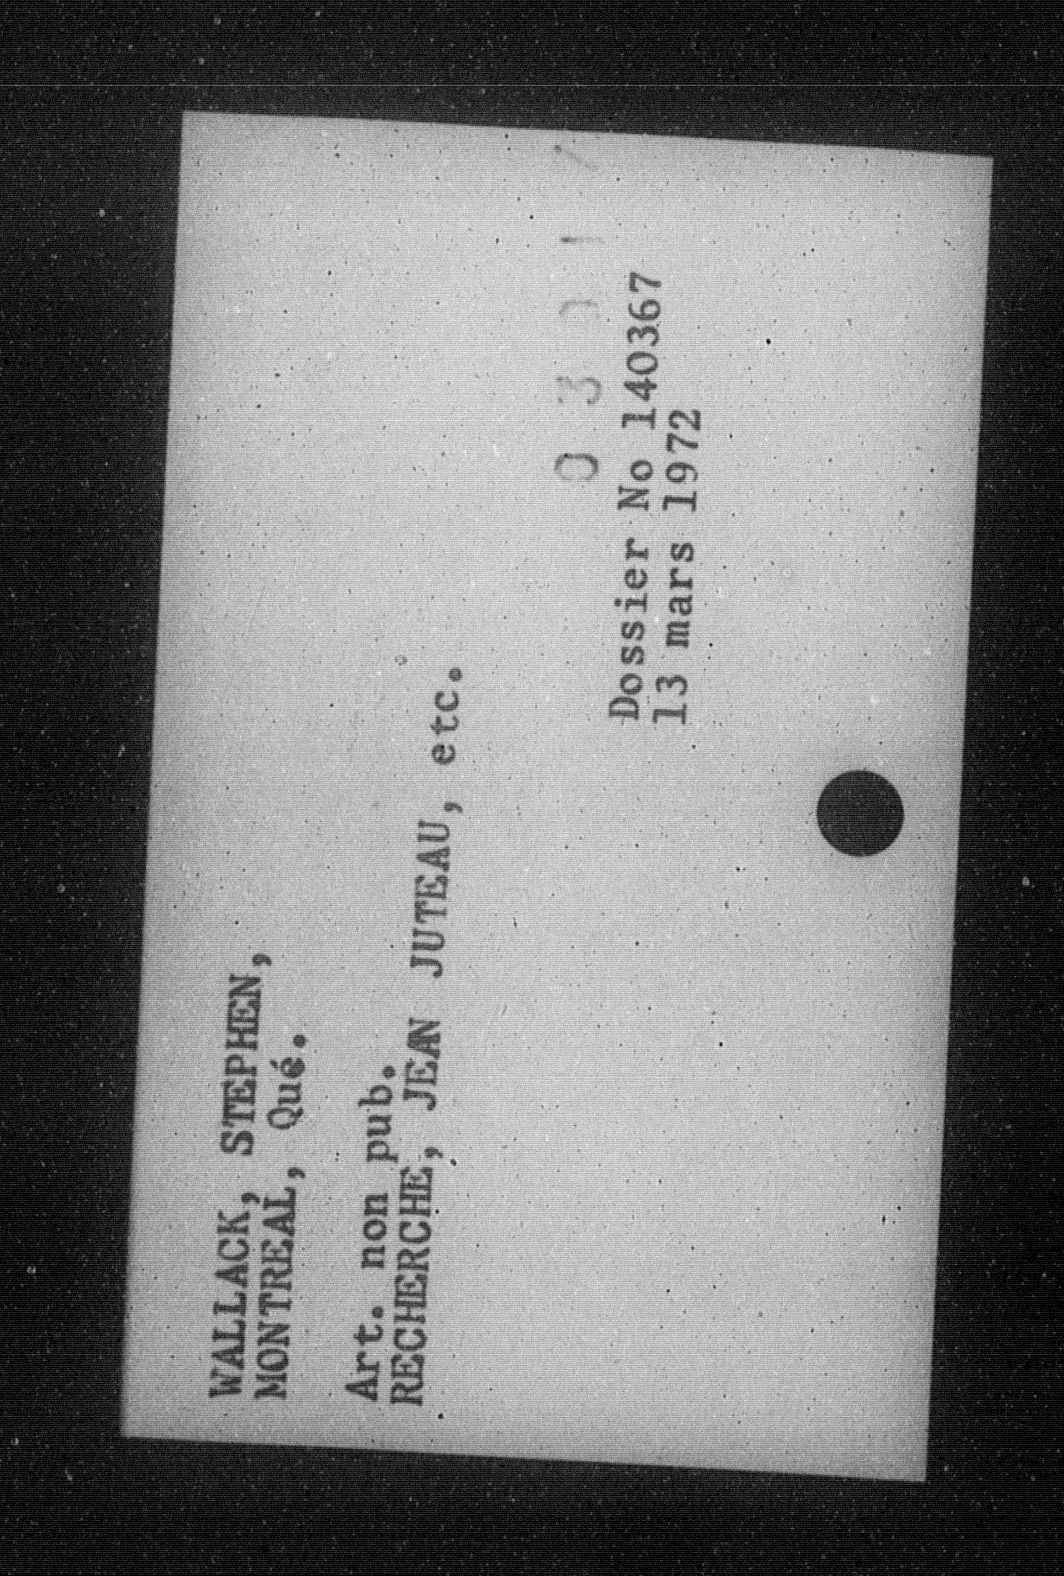 WALLACK, STEPHEN,
MONTREAL, Qué.
Art. non pub.
RECHERCHE, JEAN JUTEAU, etc.
Dossier No 140367
13 mars 1972